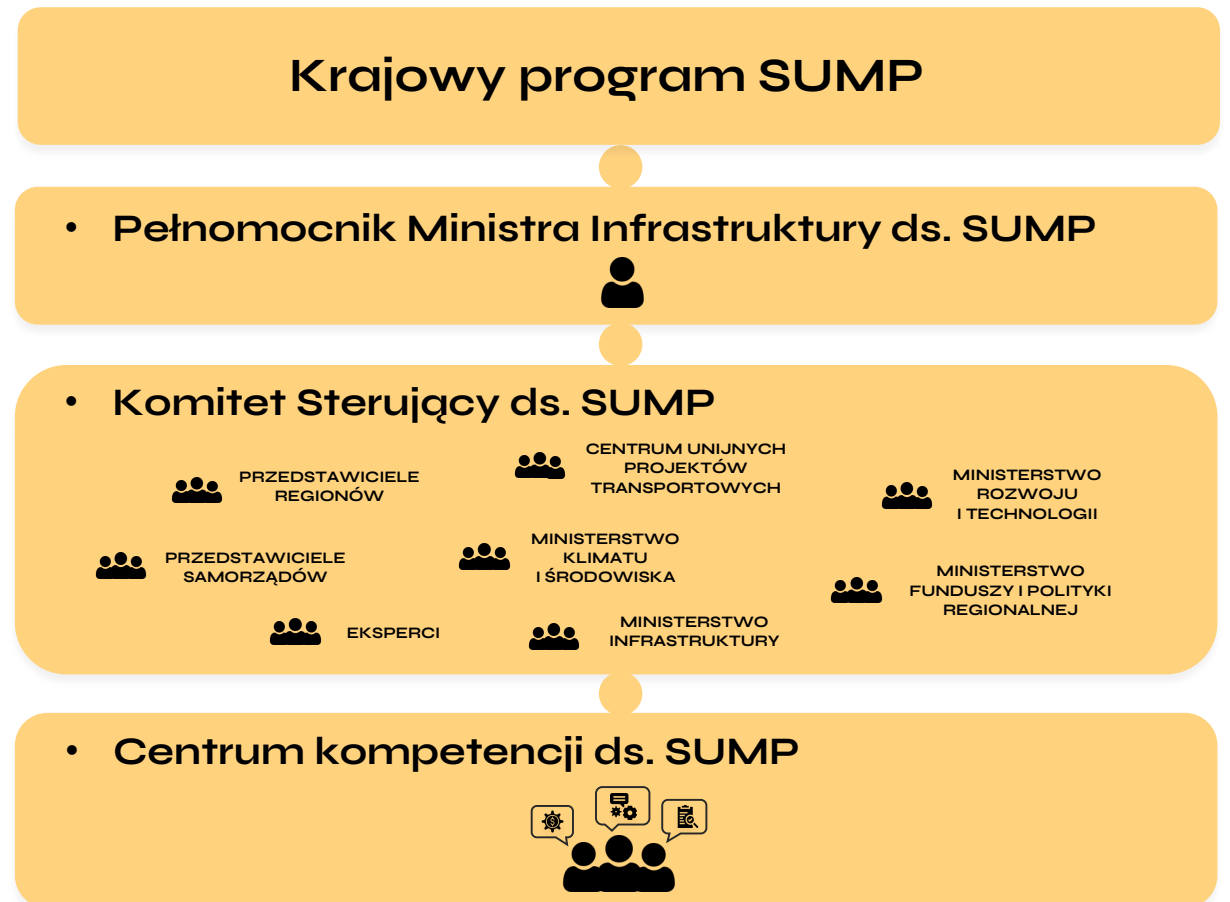 Krajowy program SUMP
• Pełnomocnik Ministra Infrastruktury ds. SUMP
• Komitet Sterujący ds. SUMP
PRZEDSTAWICIELE
REGIONÓW
CENTRUM UNIJNYCH
PROJEKTÓW
TRANSPORTOWYCH
MINISTERSTWO
ROZWOJU
I TECHNOLOGII
PRZEDSTAWICIELE
SAMORZĄDÓW
MINISTERSTWO
KLIMATU
I ŚRODOWISKA
MINISTERSTWO
FUNDUSZY I POLITYKI
REGIONALNEJ
EKSPERCI
MINISTERSTWO
INFRASTRUKTURY
• Centrum kompetencji ds. SUMP